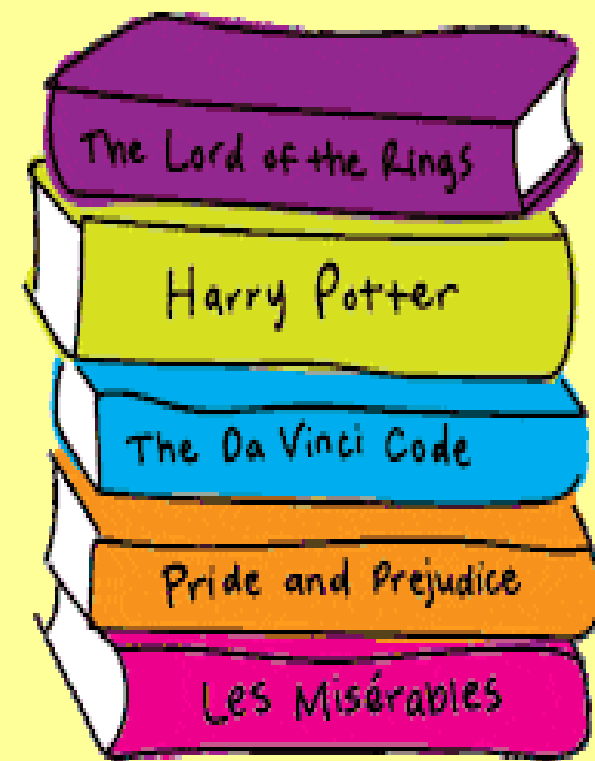 The Lord of the Rings
Harry Potter
The Da Vinci Code
Pride and Prejudice
Les Misérables